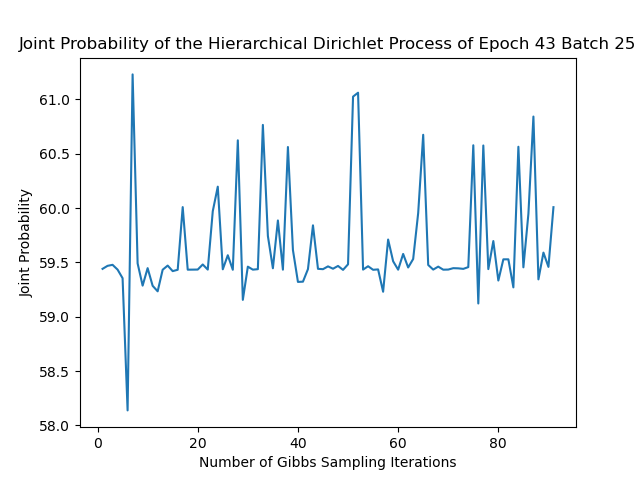 Joint Probability of the Hierarchical Dirichlet Process of Epoch 43 Batch 25
61.0
60.5
60.0
59.5
59.0
58.5
58.0
Joint Probability
0 20 40 60 80
Number of Gibbs Sampling Iterations